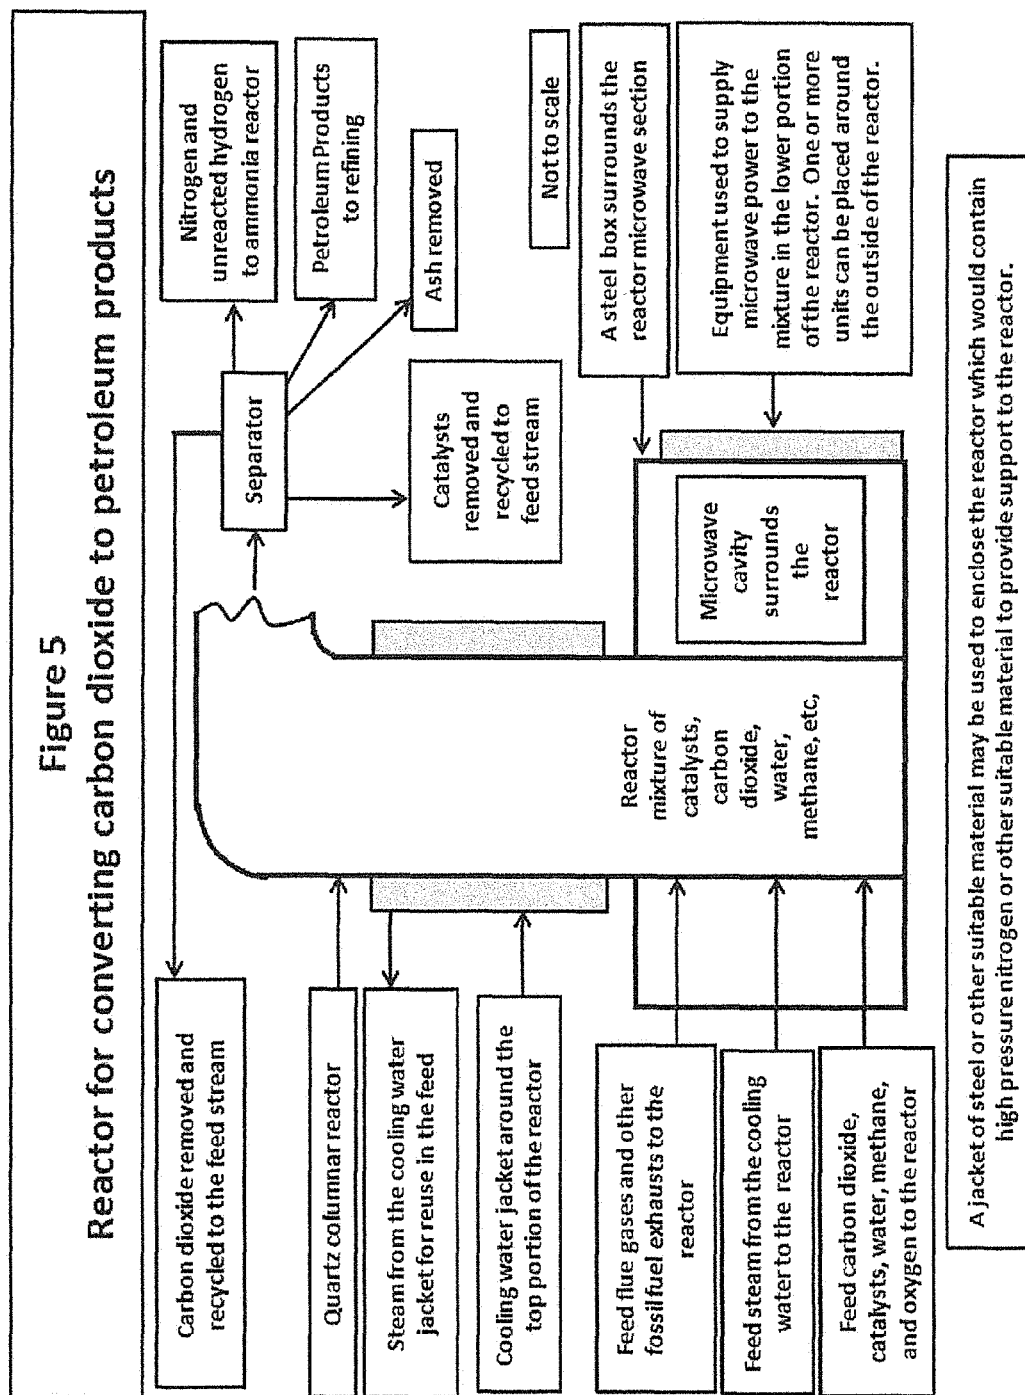 Figure 5
Reactor for converting carbon dioxide to petroleum products
Carbon dioxide removed and
recycled to the feed stream
Quartz columnar reactor
Steam from the cooling water
jacket for reuse in the feed
Cooling water jacket around the
top portion of the reactor
Feed flue gases and other
fossil fuel exhausts to the
reactor
Feed steam from the cooling
water to the reactor
Feed carbon dioxide,
catalysts, water, methane,
and oxygen to the reactor
Reactor
mixture of
catalysts,
carbon
dioxide,
water,
methane, etc,
Separator
Nitrogen and
unreacted hydrogen
to ammonia reactor
Petroleum Products
to refining
Ash removed
Catalysts
removed and
recycled to
feed stream
Not to scale
A steel box surrounds the
reactor microwave section
Equipment used to supply
microwave power to the
mixture in the lower portion
of the reactor. One or more
units can be placed around
the outside of the reactor.
Microwave
cavity
surrounds
the
reactor
A jacket of steel or other suitable material may be used to enclose the reactor which would contain
high pressure nitrogen or other suitable material to provide support to the reactor.